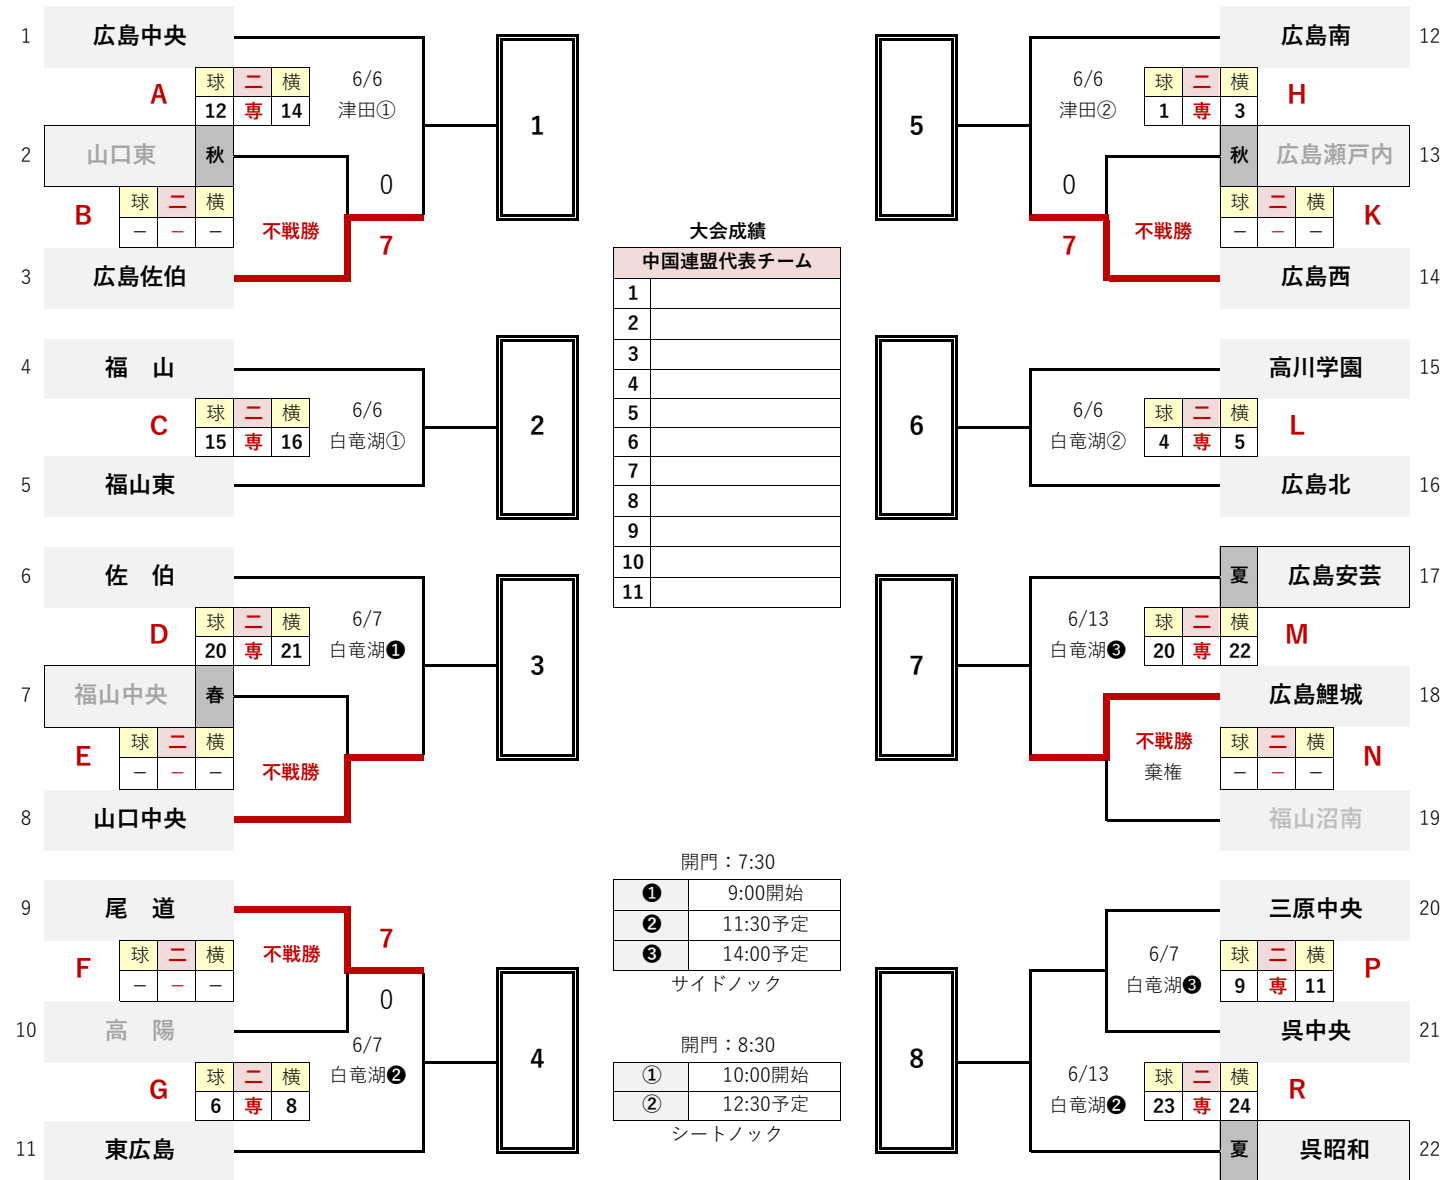 1 広島中央
A 球 二 横
12 専 14
6/6
津田①
2 山口東 秋
B 球 二 横
－ － －
不戦勝
0
7
3 広島佐伯
1
4 福　山
C 球 二 横
15 専 16
6/6
白竜湖①
5 福山東
2
6 佐　伯
D 球 二 横
20 専 21
6/7
白竜湖❶
7 福山中央 春
E 球 二 横
－ － －
不戦勝
8 山口中央
3
9 尾　道
F 球 二 横
－ － －
不戦勝
7
0
10 高　陽
6/7
白竜湖❷
G 球 二 横
6 専 8
11 東広島
4
大会成績
中国連盟代表チーム
1
2
3
4
5
6
7
8
9
10
11
開門：7:30
❶ 9:00開始
❷ 11:30予定
❸ 14:00予定
サイドノック
開門：8:30
① 10:00開始
② 12:30予定
シートノック
5
広島南 12
6/6
津田②
球 二 横 H
1 専 3
秋 広島瀬戸内 13
0
7
不戦勝
球 二 横 K
－ － －
広島西 14
6
高川学園 15
6/6
白竜湖②
球 二 横 L
4 専 5
広島北 16
7
夏 広島安芸 17
6/13
白竜湖❸
球 二 横 M
20 専 22
広島鯉城 18
不戦勝
棄権
球 二 横 N
－ － －
福山沼南 19
8
三原中央 20
6/7
白竜湖❸
球 二 横 P
9 専 11
呉中央 21
6/13
白竜湖❷
球 二 横 R
23 専 24
夏 呉昭和 22